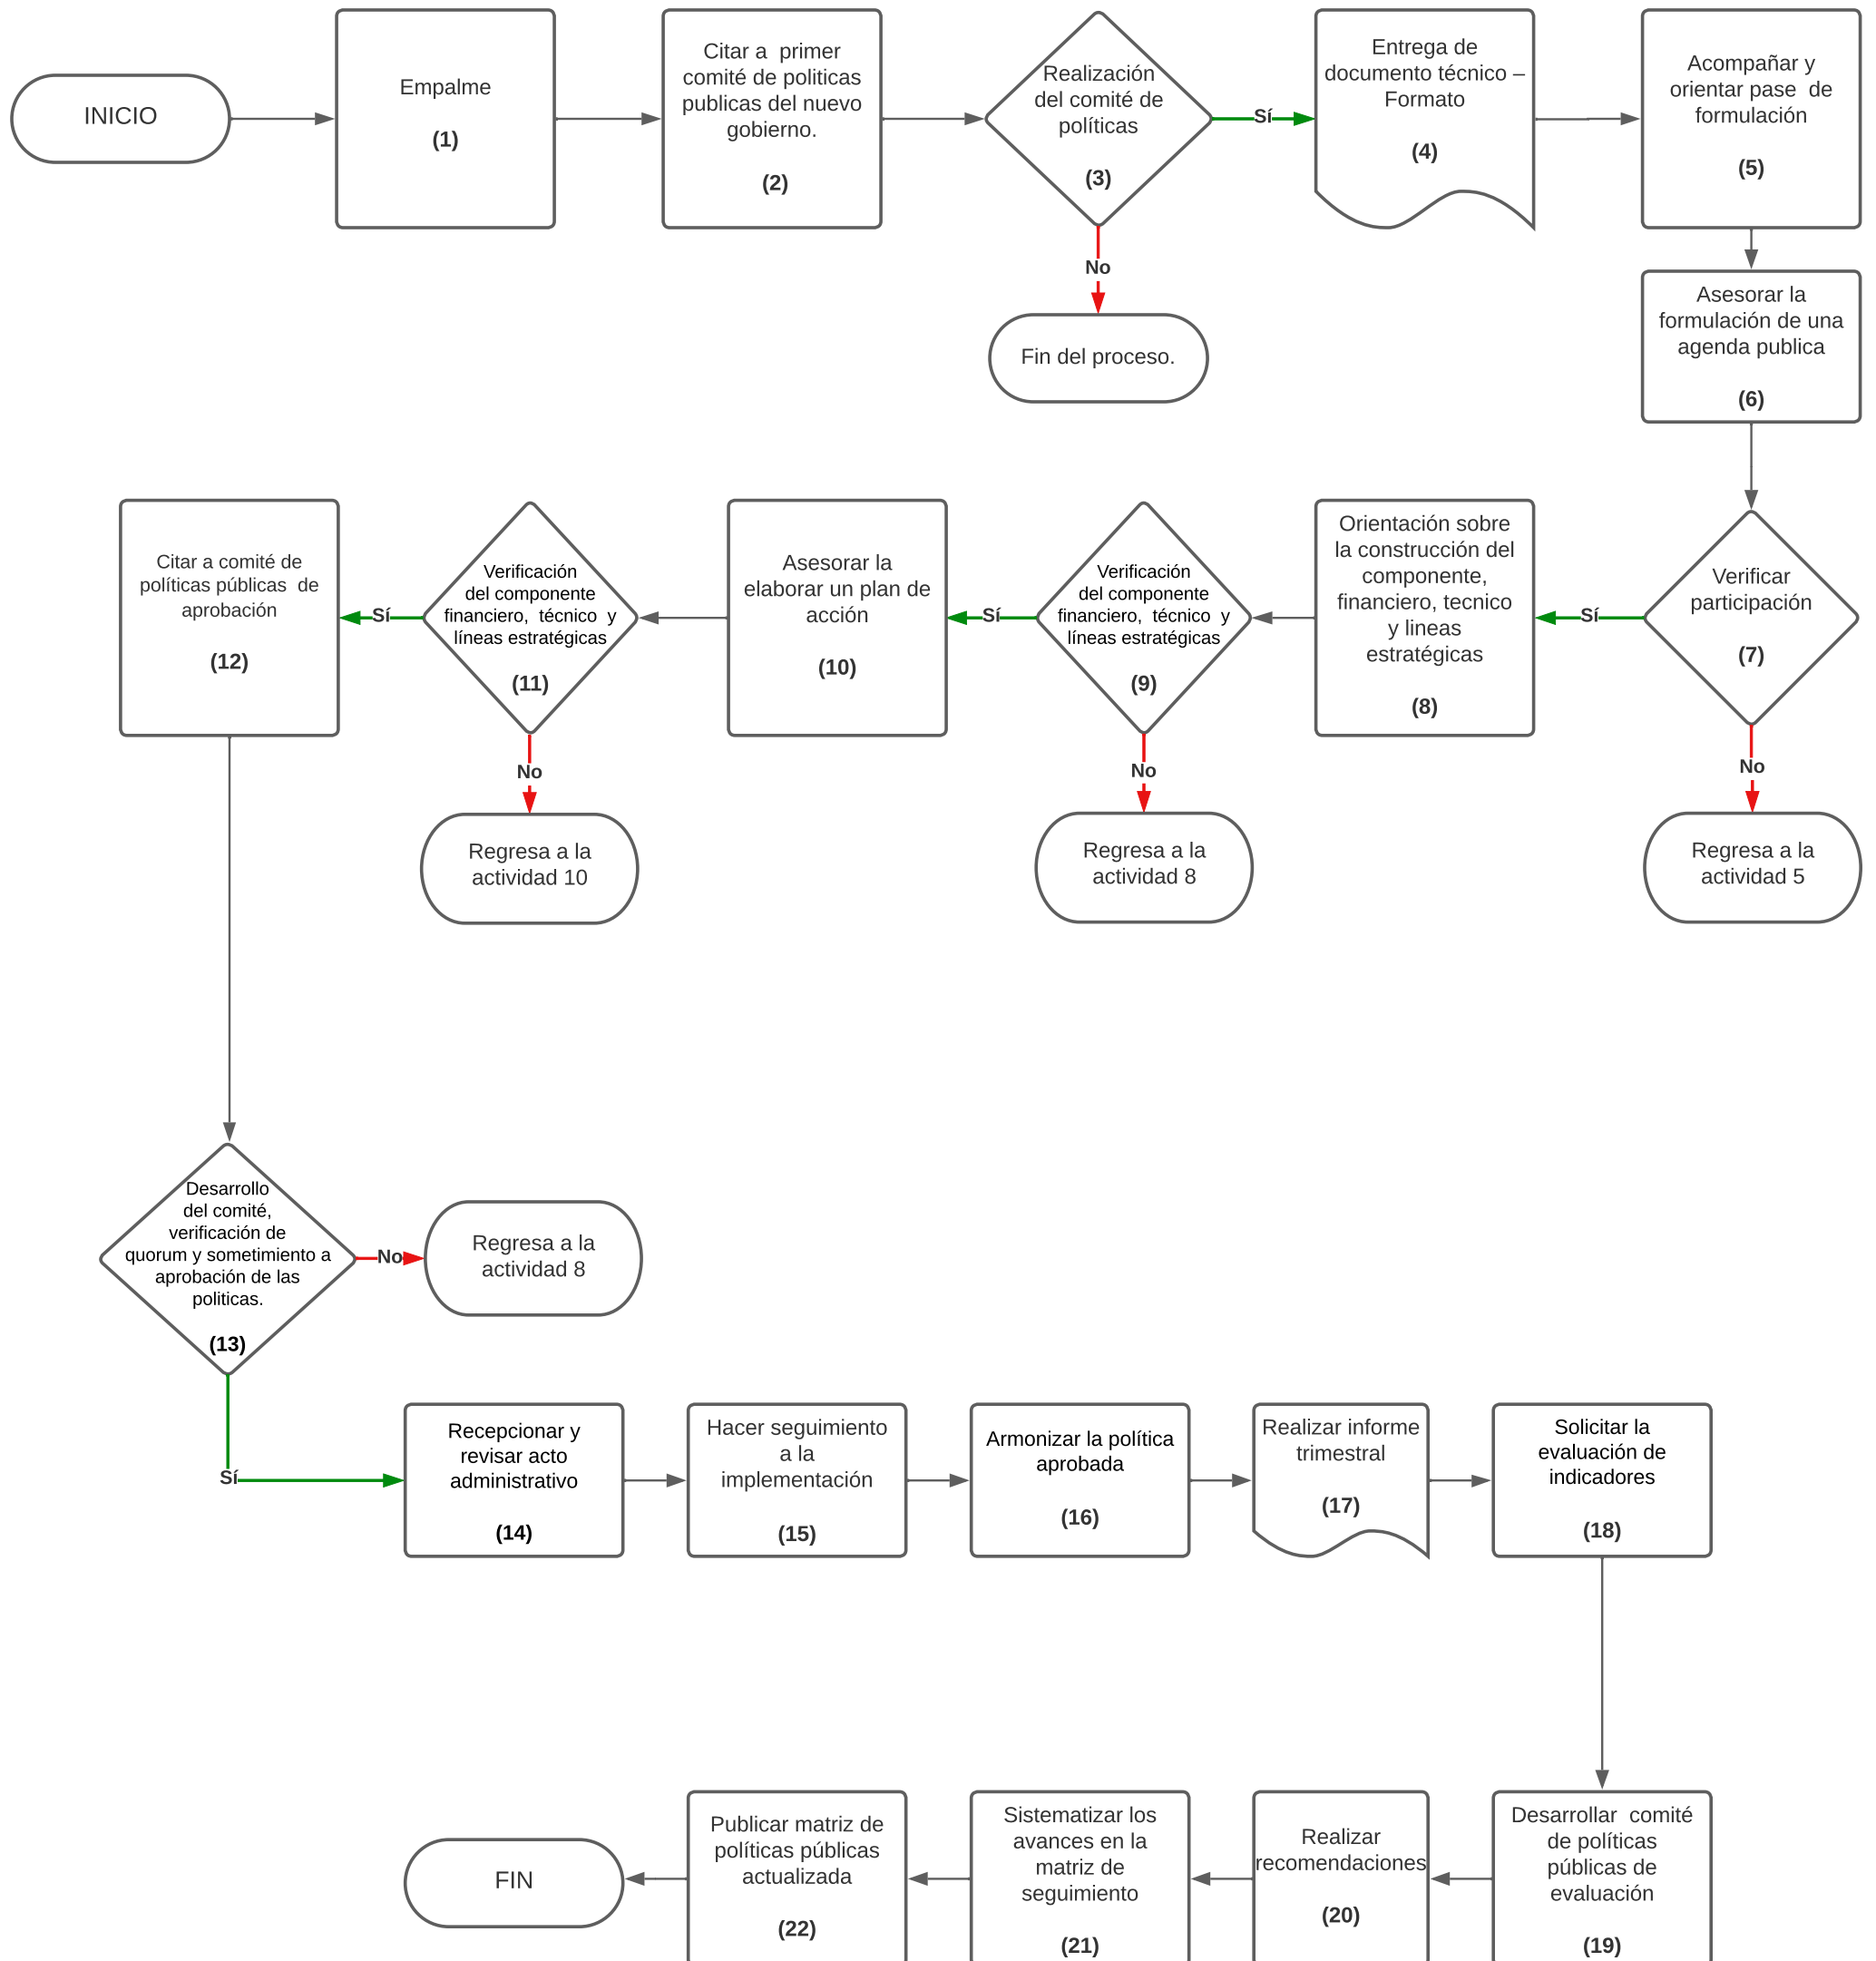 INICIO
Empalme
(1)
Citar a primer
comité de politicas
publicas del nuevo
gobierno.
(2)
Realización
del comité de
políticas
(3)
Sí
No
Fin del proceso.
Entrega de
documento técnico –
Formato
(4)
Acompañar y
orientar pase de
formulación
(5)
Asesorar la
formulación de una
agenda publica
(6)
Verificar
participación
(7)
Sí
No
Regresa a la
actividad 5
Orientación sobre
la construcción del
componente,
financiero, tecnico
y lineas
estratégicas
(8)
Verificación
del componente
financiero, técnico y
líneas estratégicas
(9)
Sí
No
Regresa a la
actividad 8
Asesorar la
elaborar un plan de
acción
(10)
Verificación
del componente
financiero, técnico y
líneas estratégicas
(11)
Sí
No
Regresa a la
actividad 10
Citar a comité de
políticas públicas de
aprobación
(12)
Desarrollo
del comité,
verificación de
quorum y sometimiento a
aprobación de las
politicas.
(13)
No
Regresa a la
actividad 8
Sí
Recepcionar y
revisar acto
administrativo
(14)
Hacer seguimiento
a la
implementación
(15)
Armonizar la política
aprobada
(16)
Realizar informe
trimestral
(17)
Solicitar la
evaluación de
indicadores
(18)
Desarrollar comité
de políticas
públicas de
evaluación
(19)
Realizar
recomendaciones
(20)
Sistematizar los
avances en la
matriz de
seguimiento
(21)
Publicar matriz de
políticas públicas
actualizada
(22)
FIN